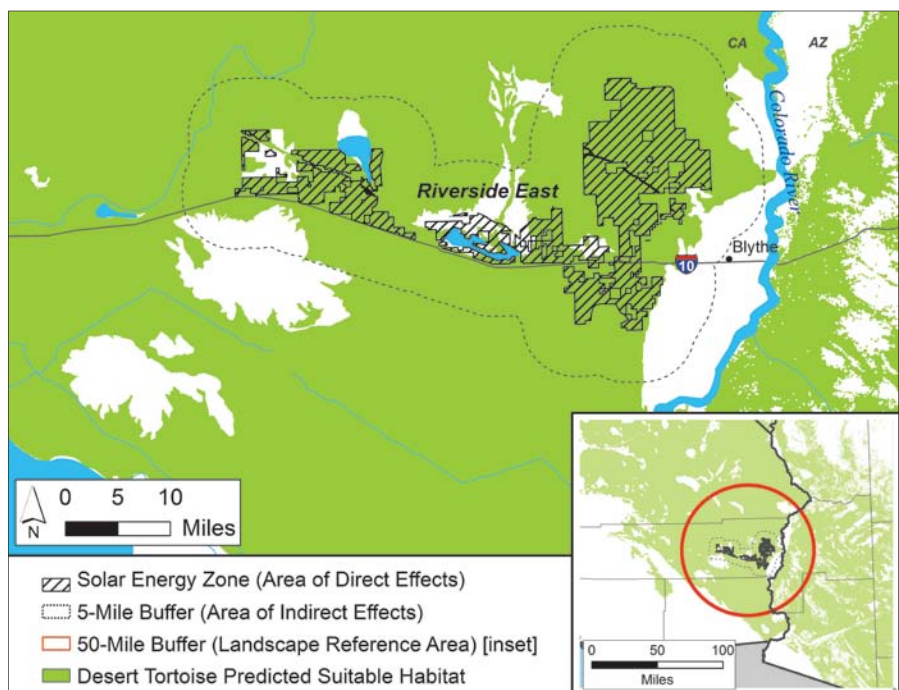 CA
AZ
Colorado River
Riverside East
Blythe
10
0 5 10
Miles
N
0 50 100
Miles
Solar Energy Zone (Area of Direct Effects)
5-Mile Buffer (Area of Indirect Effects)
50-Mile Buffer (Landscape Reference Area) [inset]
Desert Tortoise Predicted Suitable Habitat